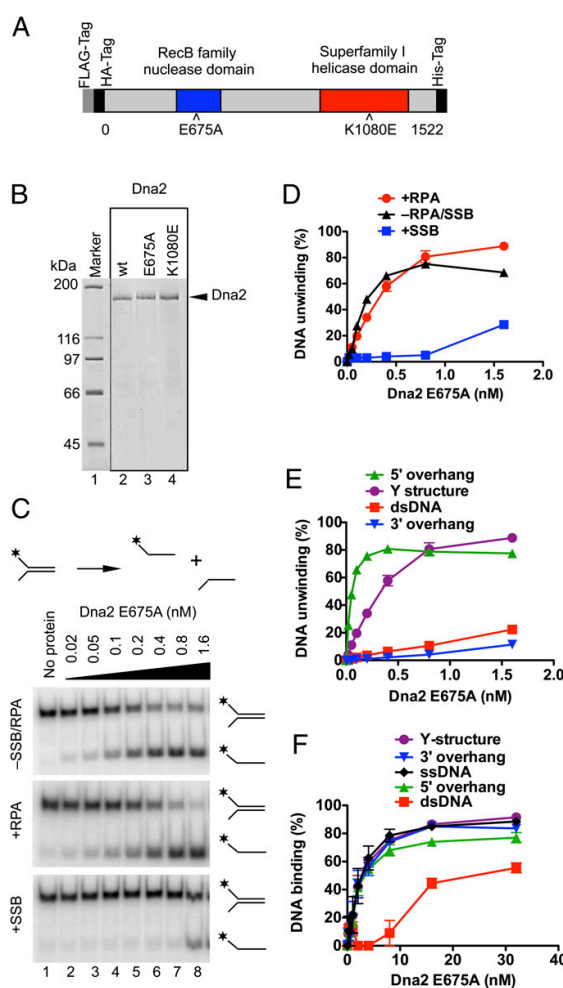 A
FLAG-Tag
HA-Tag
RecB family
nuclease domain
Superfamily I
helicase domain
His-Tag
0
E675A
K1080E
1522
B
Dna2
kDa
Marker
wt
E675A
K1080E
200
Dna2
116
97
66
45
1 2 3 4
C
+
Dna2 E675A (nM)
No protein
0.02
0.05
0.1
0.2
0.4
0.8
1.6
–SSB/RPA
+RPA
+SSB
1 2 3 4 5 6 7 8
D
+RPA
–RPA/SSB
+SSB
DNA unwinding (%)
100
80
60
40
20
0
0.0 0.5 1.0 1.5 2.0
Dna2 E675A (nM)
E
5' overhang
Y structure
dsDNA
3' overhang
DNA unwinding (%)
100
80
60
40
20
0
0.0 0.5 1.0 1.5 2.0
Dna2 E675A (nM)
F
Y-structure
3' overhang
ssDNA
5' overhang
dsDNA
DNA binding (%)
100
80
60
40
20
0
0 10 20 30 40
Dna2 E675A (nM)